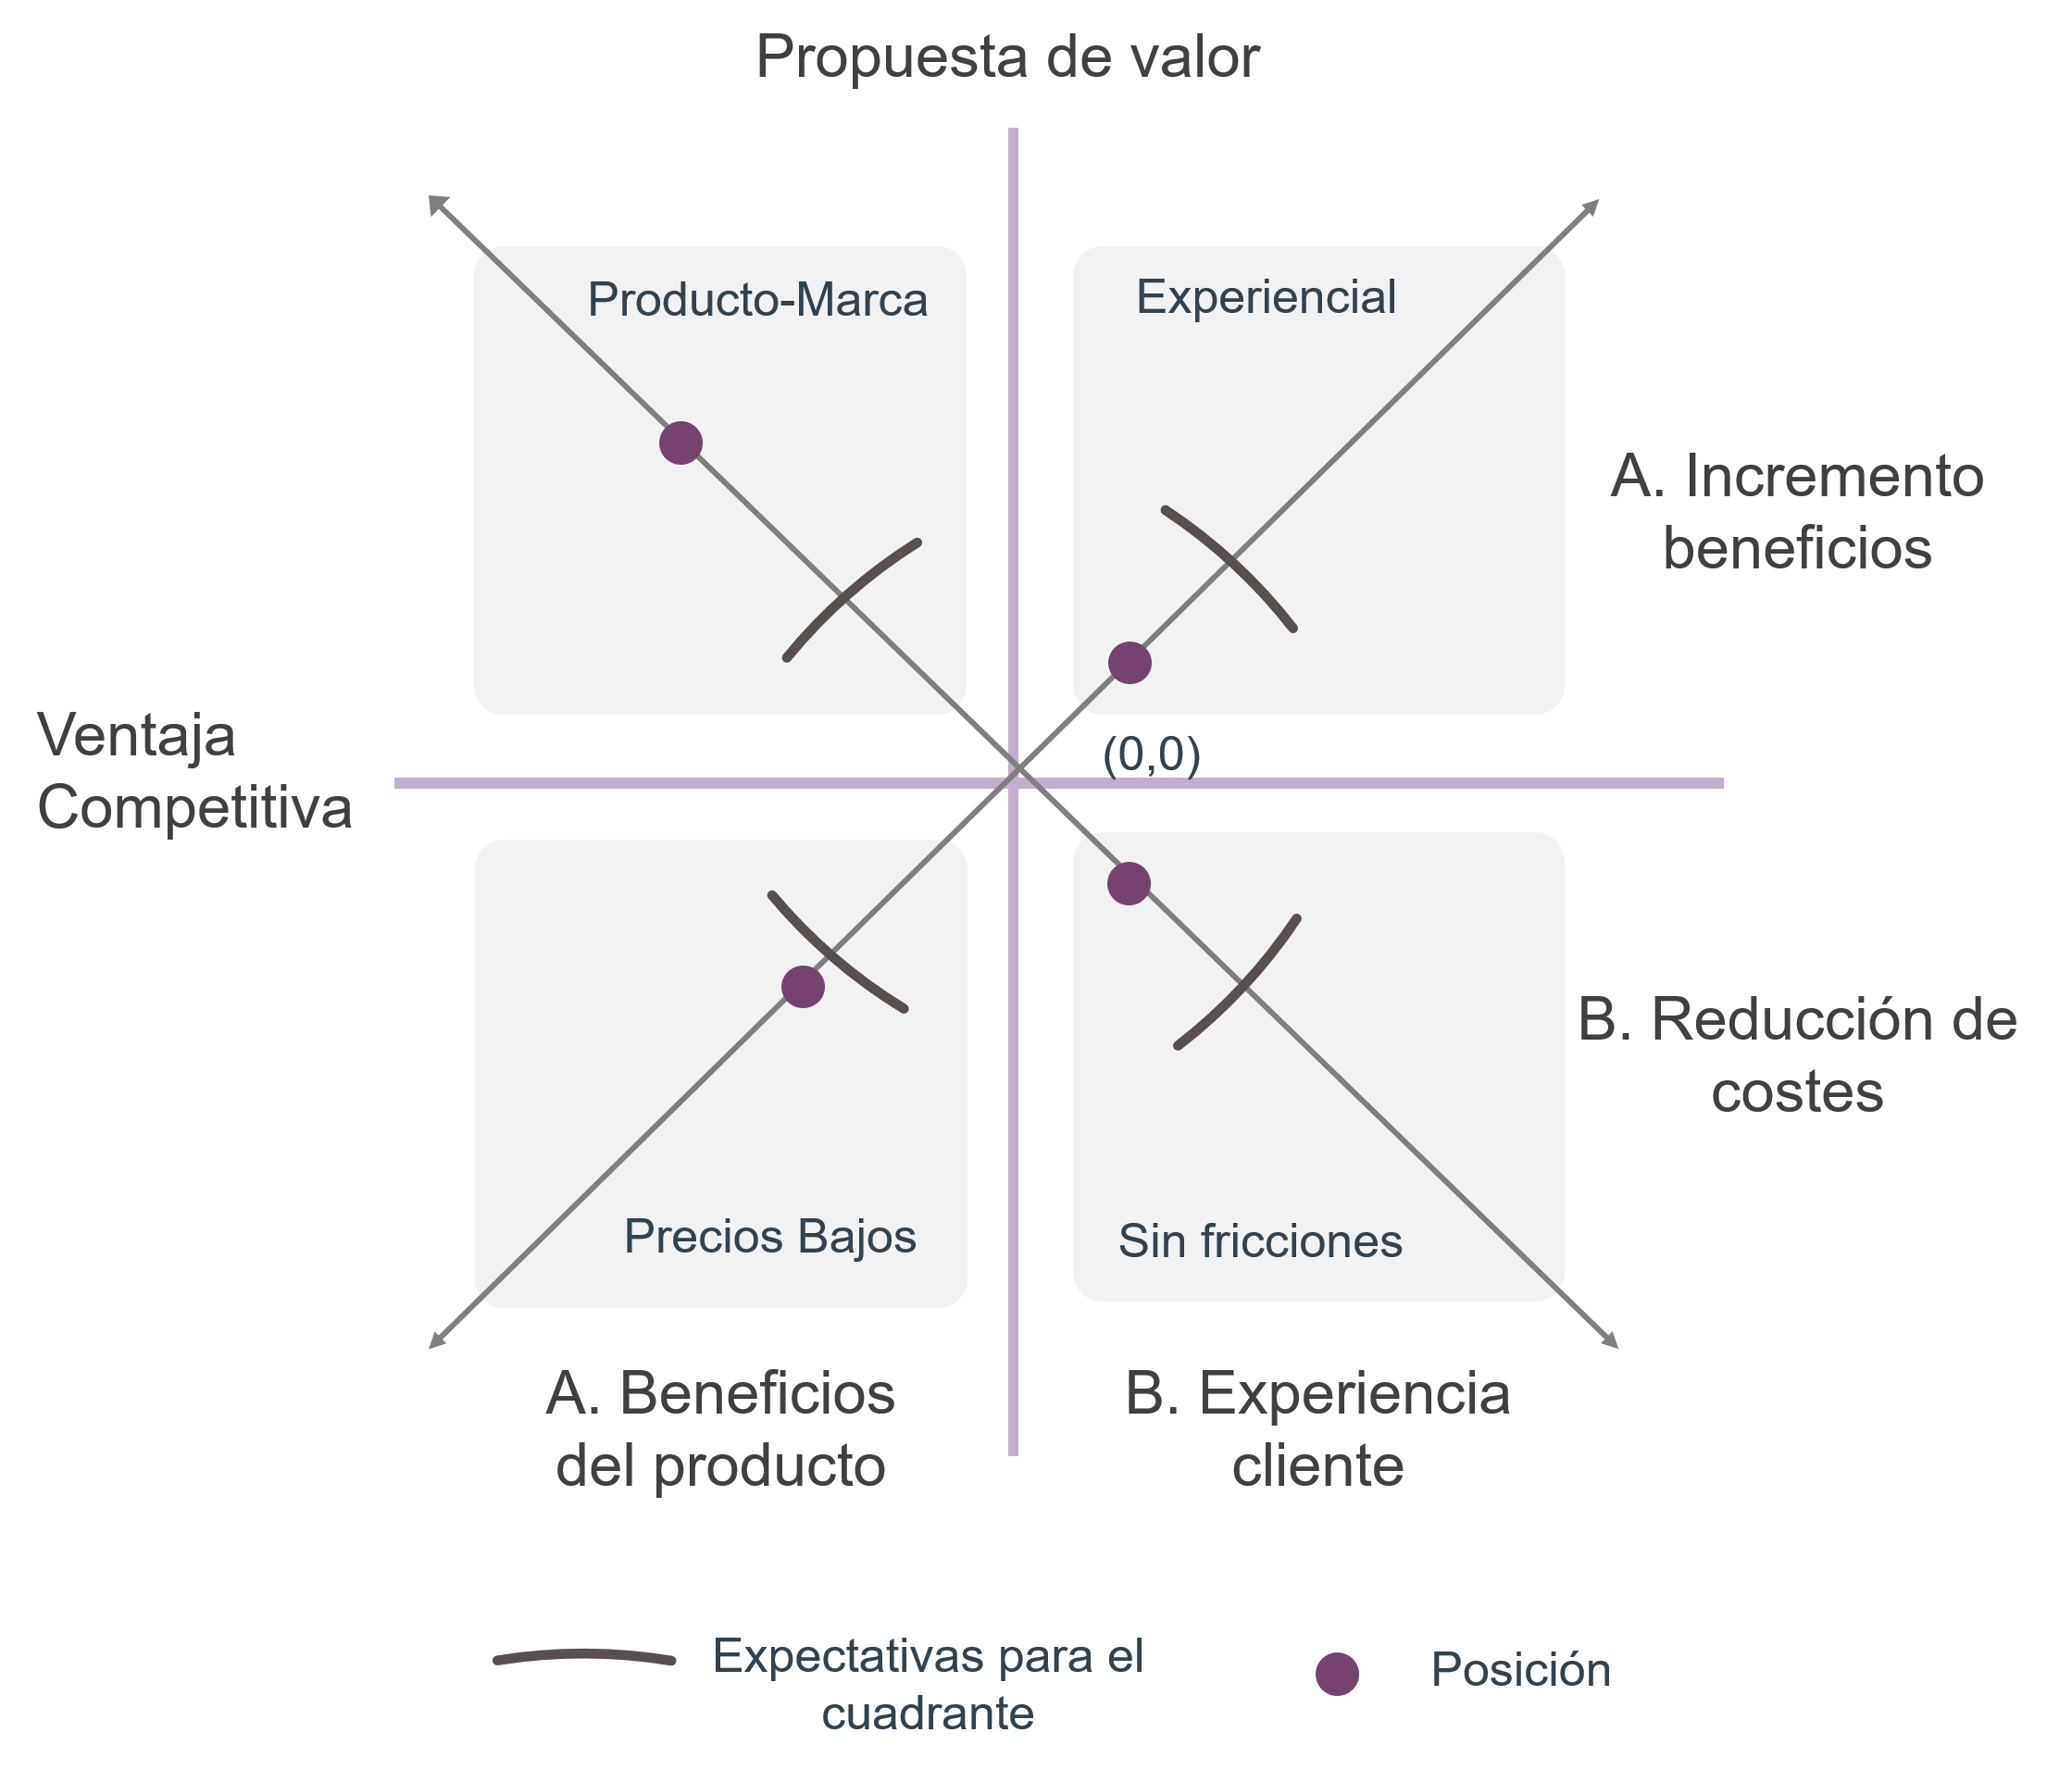 Propuesta de valor
Producto-Marca
Experiencial
A. Incremento
beneficios
Ventaja
Competitiva
(0,0)
B. Reducción de
costes
Precios Bajos
Sin fricciones
A. Beneficios
del producto
B. Experiencia
cliente
Expectativas para el
cuadrante
Posición